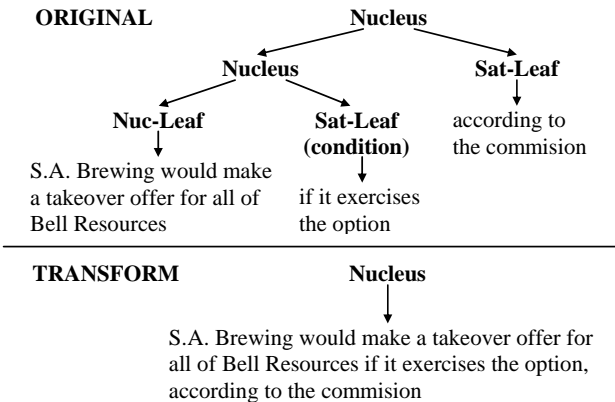 ORIGINAL
Nucleus
Nucleus
Sat-Leaf
Nuc-Leaf
Sat-Leaf
(condition)
according to
the commision
S.A. Brewing would make
a takeover offer for all of
Bell Resources
if it exercises
the option
TRANSFORM
Nucleus
S.A. Brewing would make a takeover offer for
all of Bell Resources if it exercises the option,
according to the commision